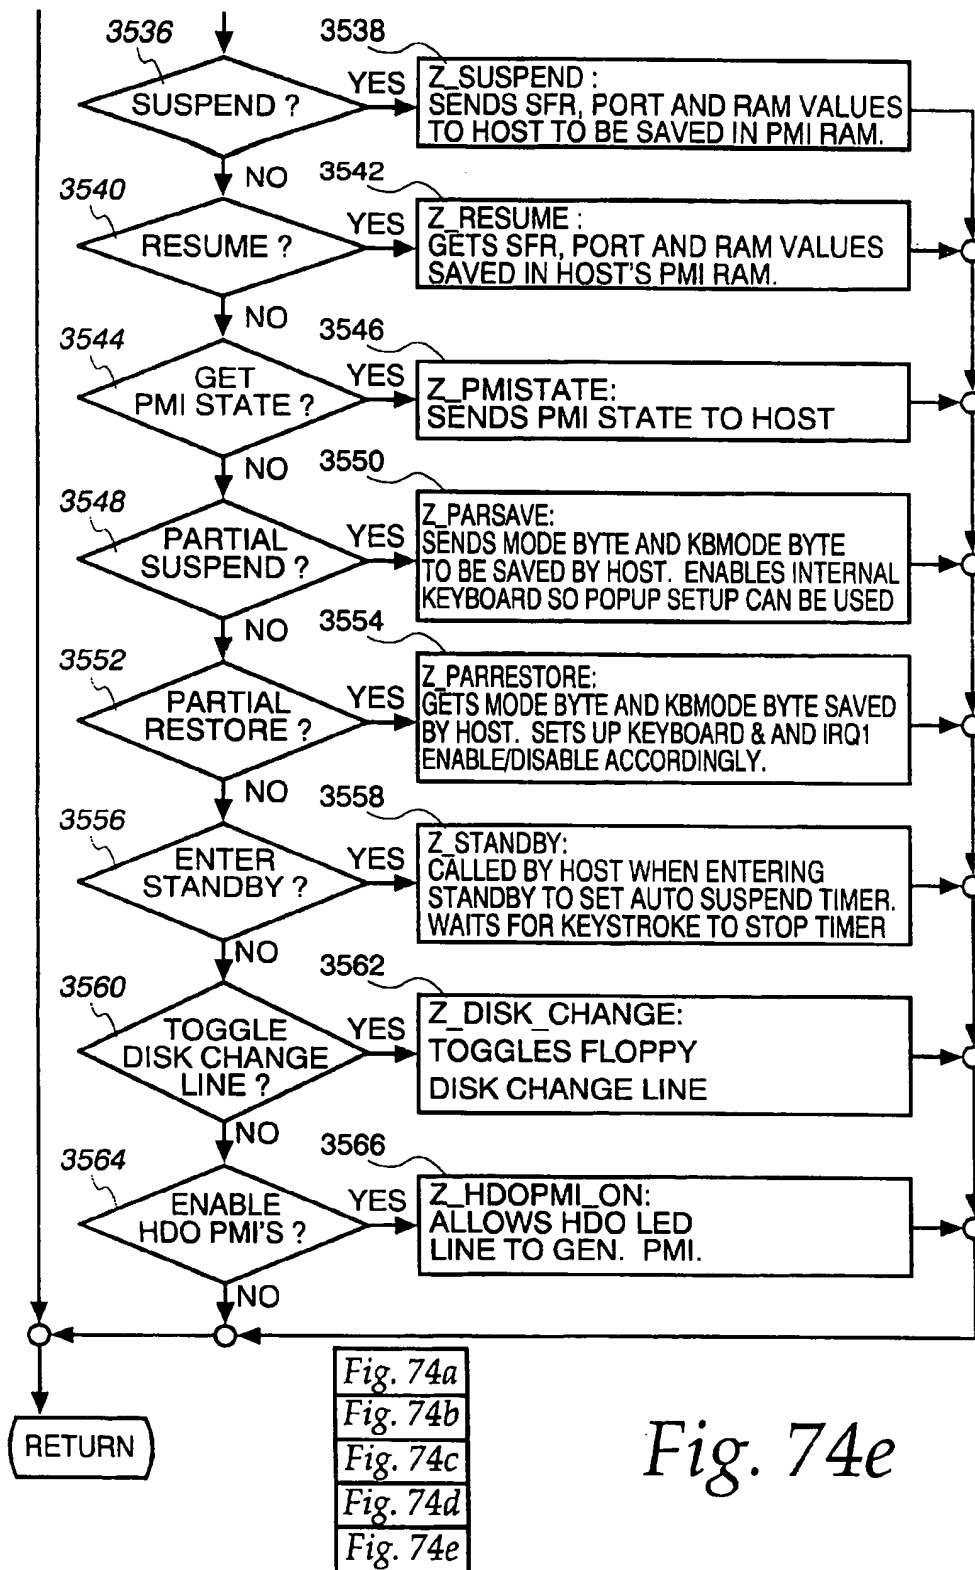 3536
SUSPEND ?
YES
3538
Z_SUSPEND :
SENDS SFR, PORT AND RAM VALUES
TO HOST TO BE SAVED IN PMI RAM.
NO
3540
RESUME ?
YES
3542
Z_RESUME :
GETS SFR, PORT AND RAM VALUES
SAVED IN HOST'S PMI RAM.
NO
3544
GET
PMI STATE ?
YES
3546
Z_PMISTATE:
SENDS PMI STATE TO HOST
NO
3548
PARTIAL
SUSPEND ?
YES
3550
Z_PARSAVE:
SENDS MODE BYTE AND KBMODE BYTE
TO BE SAVED BY HOST. ENABLES INTERNAL
KEYBOARD SO POPUP SETUP CAN BE USED
NO
3552
PARTIAL
RESTORE ?
YES
3554
Z_PARRESTORE:
GETS MODE BYTE AND KBMODE BYTE SAVED
BY HOST. SETS UP KEYBOARD & AND IRQ1
ENABLE/DISABLE ACCORDINGLY.
NO
3556
ENTER
STANDBY ?
YES
3558
Z_STANDBY:
CALLED BY HOST WHEN ENTERING
STANDBY TO SET AUTO SUSPEND TIMER.
WAITS FOR KEYSTROKE TO STOP TIMER
NO
3560
TOGGLE
DISK CHANGE
LINE ?
YES
3562
Z_DISK_CHANGE:
TOGGLES FLOPPY
DISK CHANGE LINE
NO
3564
ENABLE
HDO PMI'S ?
YES
3566
Z_HDOPMI_ON:
ALLOWS HDO LED
LINE TO GEN. PMI.
NO
RETURN
Fig. 74a
Fig. 74b
Fig. 74c
Fig. 74d
Fig. 74e
Fig. 74e